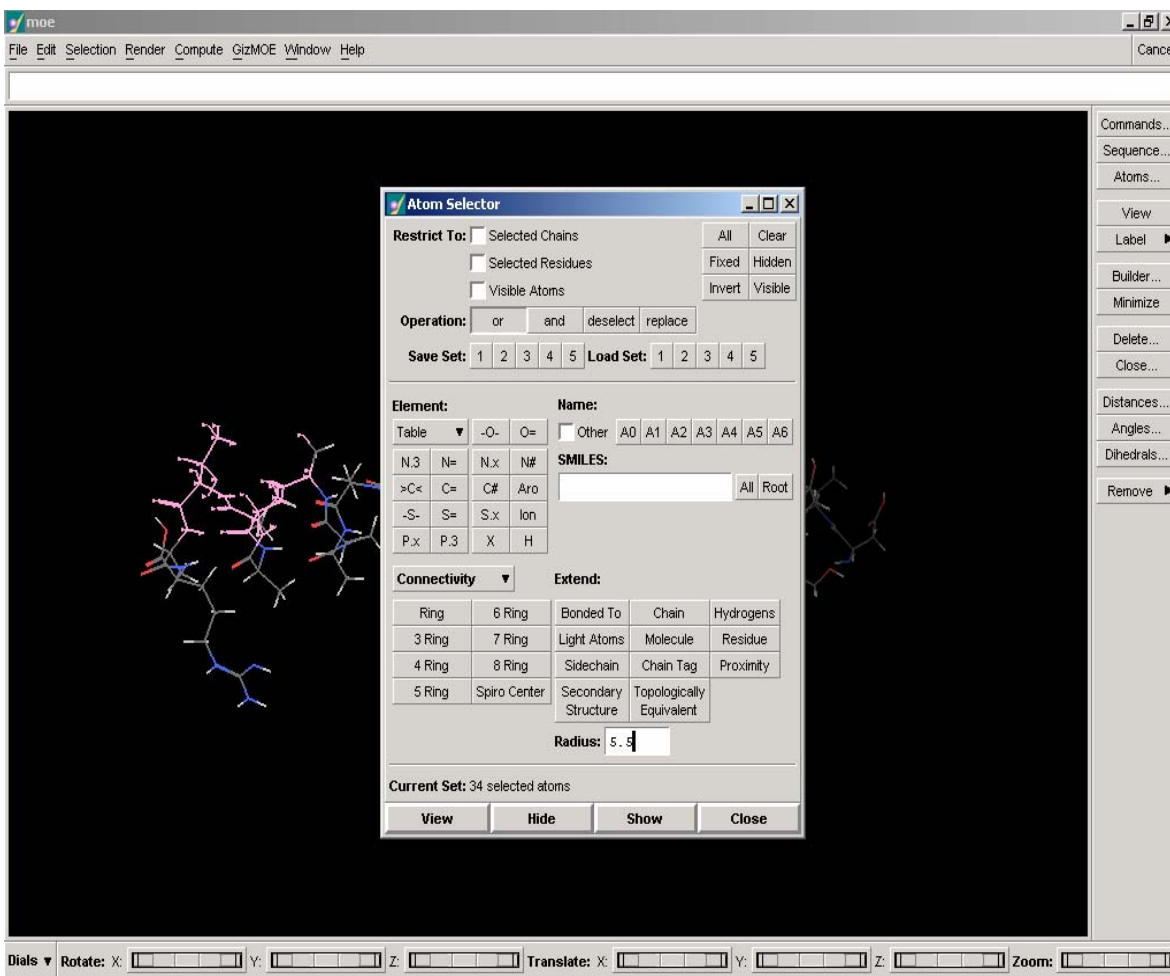 moe
File Edit Selection Render Compute GizMOE Window Help
Cance
Commands..
Sequence...
Atoms...
View
Label
Builder...
Minimize
Delete...
Close...
Distances...
Angles...
Dihedrals...
Remove
Atom Selector
Restrict To: Selected Chains All Clear
Selected Residues Fixed Hidden
Visible Atoms Invert Visible
Operation: or and deselect replace
Save Set: 1 2 3 4 5 Load Set: 1 2 3 4 5
Element: Name:
Table -O- O= Other A0 A1 A2 A3 A4 A5 A6
N.3 N= N.x N# SMILES:
>C< C= C# Aro All Root
-S- S= S.x Ion
P.x P.3 X H
Connectivity Extend:
Ring 6 Ring Bonded To Chain Hydrogens
3 Ring 7 Ring Light Atoms Molecule Residue
4 Ring 8 Ring Sidechain Chain Tag Proximity
5 Ring Spiro Center Secondary Structure Topologically Equivalent
Radius: 5.5
Current Set: 34 selected atoms
View Hide Show Close
Dials Rotate: X: Y: Z: Translate: X: Y: Z: Zoom: